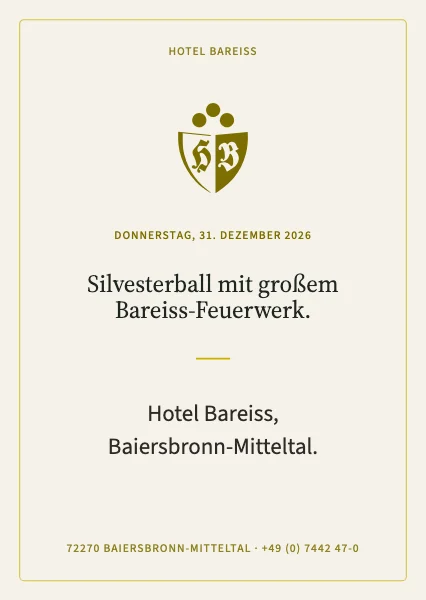 HOTEL BAREISS
H B
DONNERSTAG, 31. DEZEMBER 2026
Silvesterball mit großem
Bareiss-Feuerwerk.
Hotel Bareiss,
Baiersbronn-Mitteltal.
72270 BAIERSBRONN-MITTELTAL · +49 (0) 7442 47-0